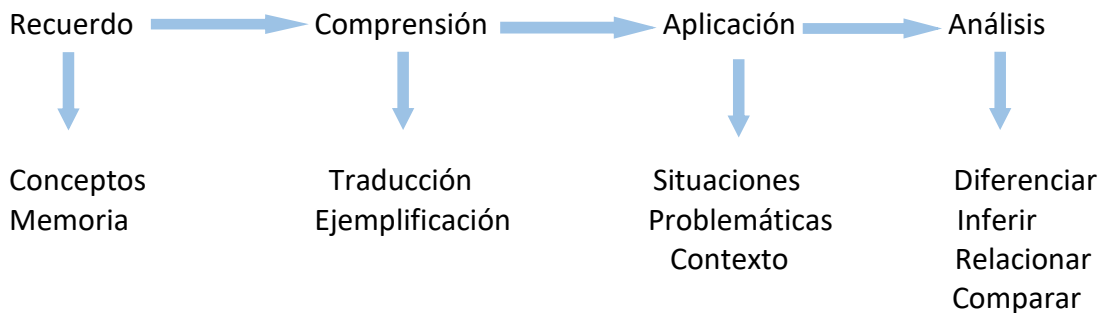 Recuerdo Comprensión Aplicación Análisis
Conceptos Traducción Situaciones Diferenciar
Memoria Ejemplificación Problemáticas Inferir
Contexto Relacionar
Comparar